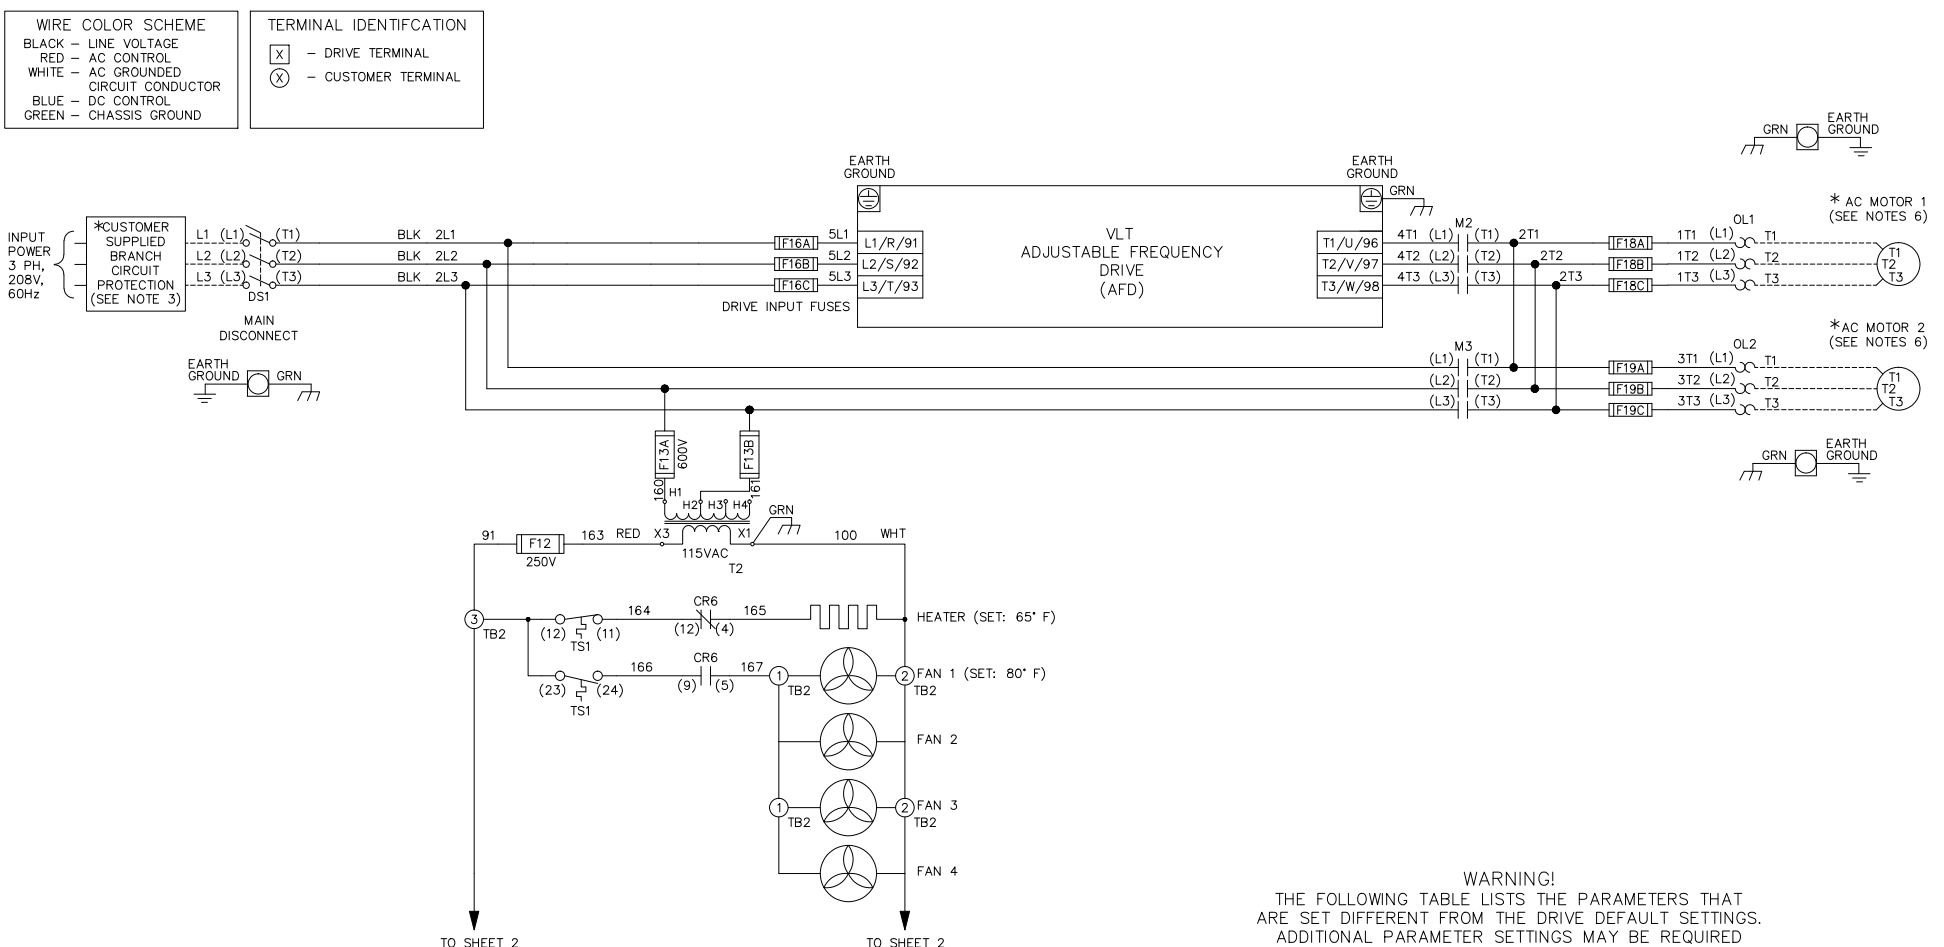 WIRE COLOR SCHEME
BLACK – LINE VOLTAGE
RED – AC CONTROL
WHITE – AC GROUNDED
CIRCUIT CONDUCTOR
BLUE – DC CONTROL
GREEN – CHASSIS GROUND
TERMINAL IDENTIFCATION
X – DRIVE TERMINAL
X – CUSTOMER TERMINAL
INPUT
POWER
3 PH,
208V,
60Hz
*CUSTOMER
SUPPLIED
BRANCH
CIRCUIT
PROTECTION
(SEE NOTE 3)
L1 (L1) (T1)
L2 (L2) (T2)
L3 (L3) (T3)
DS1
MAIN
DISCONNECT
EARTH
GROUND
GRN
BLK 2L1
BLK 2L2
BLK 2L3
F16A 5L1
F16B 5L2
F16C 5L3
DRIVE INPUT FUSES
EARTH
GROUND
L1/R/91
L2/S/92
L3/T/93
VLT
ADJUSTABLE FREQUENCY
DRIVE
(AFD)
EARTH
GROUND
GRN
T1/U/96
T2/V/97
T3/W/98
M2
4T1 (L1) (T1) 2T1
4T2 (L2) (T2) 2T2
4T3 (L3) (T3) 2T3
F18A 1T1 (L1) T1
F18B 1T2 (L2) T2
F18C 1T3 (L3) T3
OL1
GRN
EARTH
GROUND
* AC MOTOR 1
(SEE NOTES 6)
T1
T2
T3
M3
(L1) (T1)
(L2) (T2)
(L3) (T3)
F19A 3T1 (L1) T1
F19B 3T2 (L2) T2
F19C 3T3 (L3) T3
OL2
*AC MOTOR 2
(SEE NOTES 6)
T1
T2
T3
GRN
EARTH
GROUND
F13A
600V
F13B
160
161
H1
H2 H3 H4
GRN
91 F12 163 RED X3 X1 100 WHT
250V
115VAC
T2
3
TB2
(12) (11)
TS1
164
CR6
(12) (4)
165
HEATER (SET: 65° F)
(23) (24)
TS1
166
CR6
(9) (5)
167
1
TB2
2
TB2
FAN 1 (SET: 80° F)
FAN 2
1
TB2
2
TB2
FAN 3
FAN 4
TO SHEET 2
TO SHEET 2
WARNING!
THE FOLLOWING TABLE LISTS THE PARAMETERS THAT
ARE SET DIFFERENT FROM THE DRIVE DEFAULT SETTINGS.
ADDITIONAL PARAMETER SETTINGS MAY BE REQUIRED